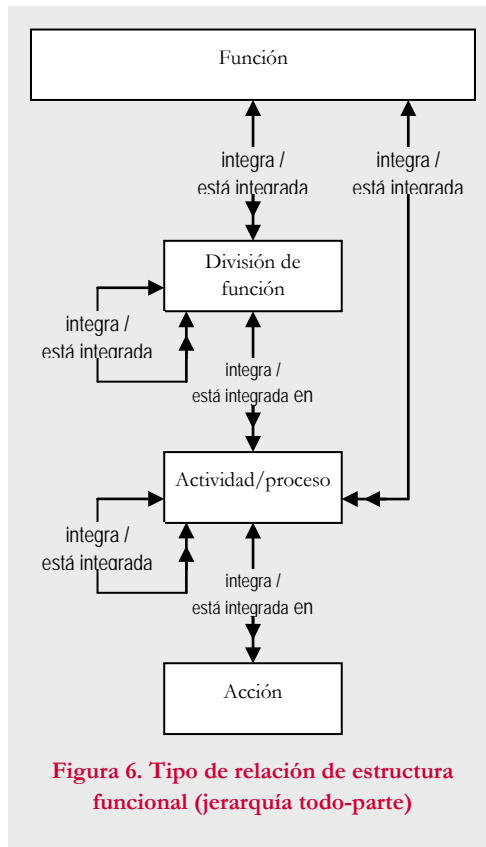 Función
integra /
está integrada
integra /
está integrada
División de
función
integra /
está integrada
integra /
está integrada en
Actividad/proceso
integra /
está integrada
integra /
está integrada en
Acción
Figura 6. Tipo de relación de estructura
funcional (jerarquía todo-parte)